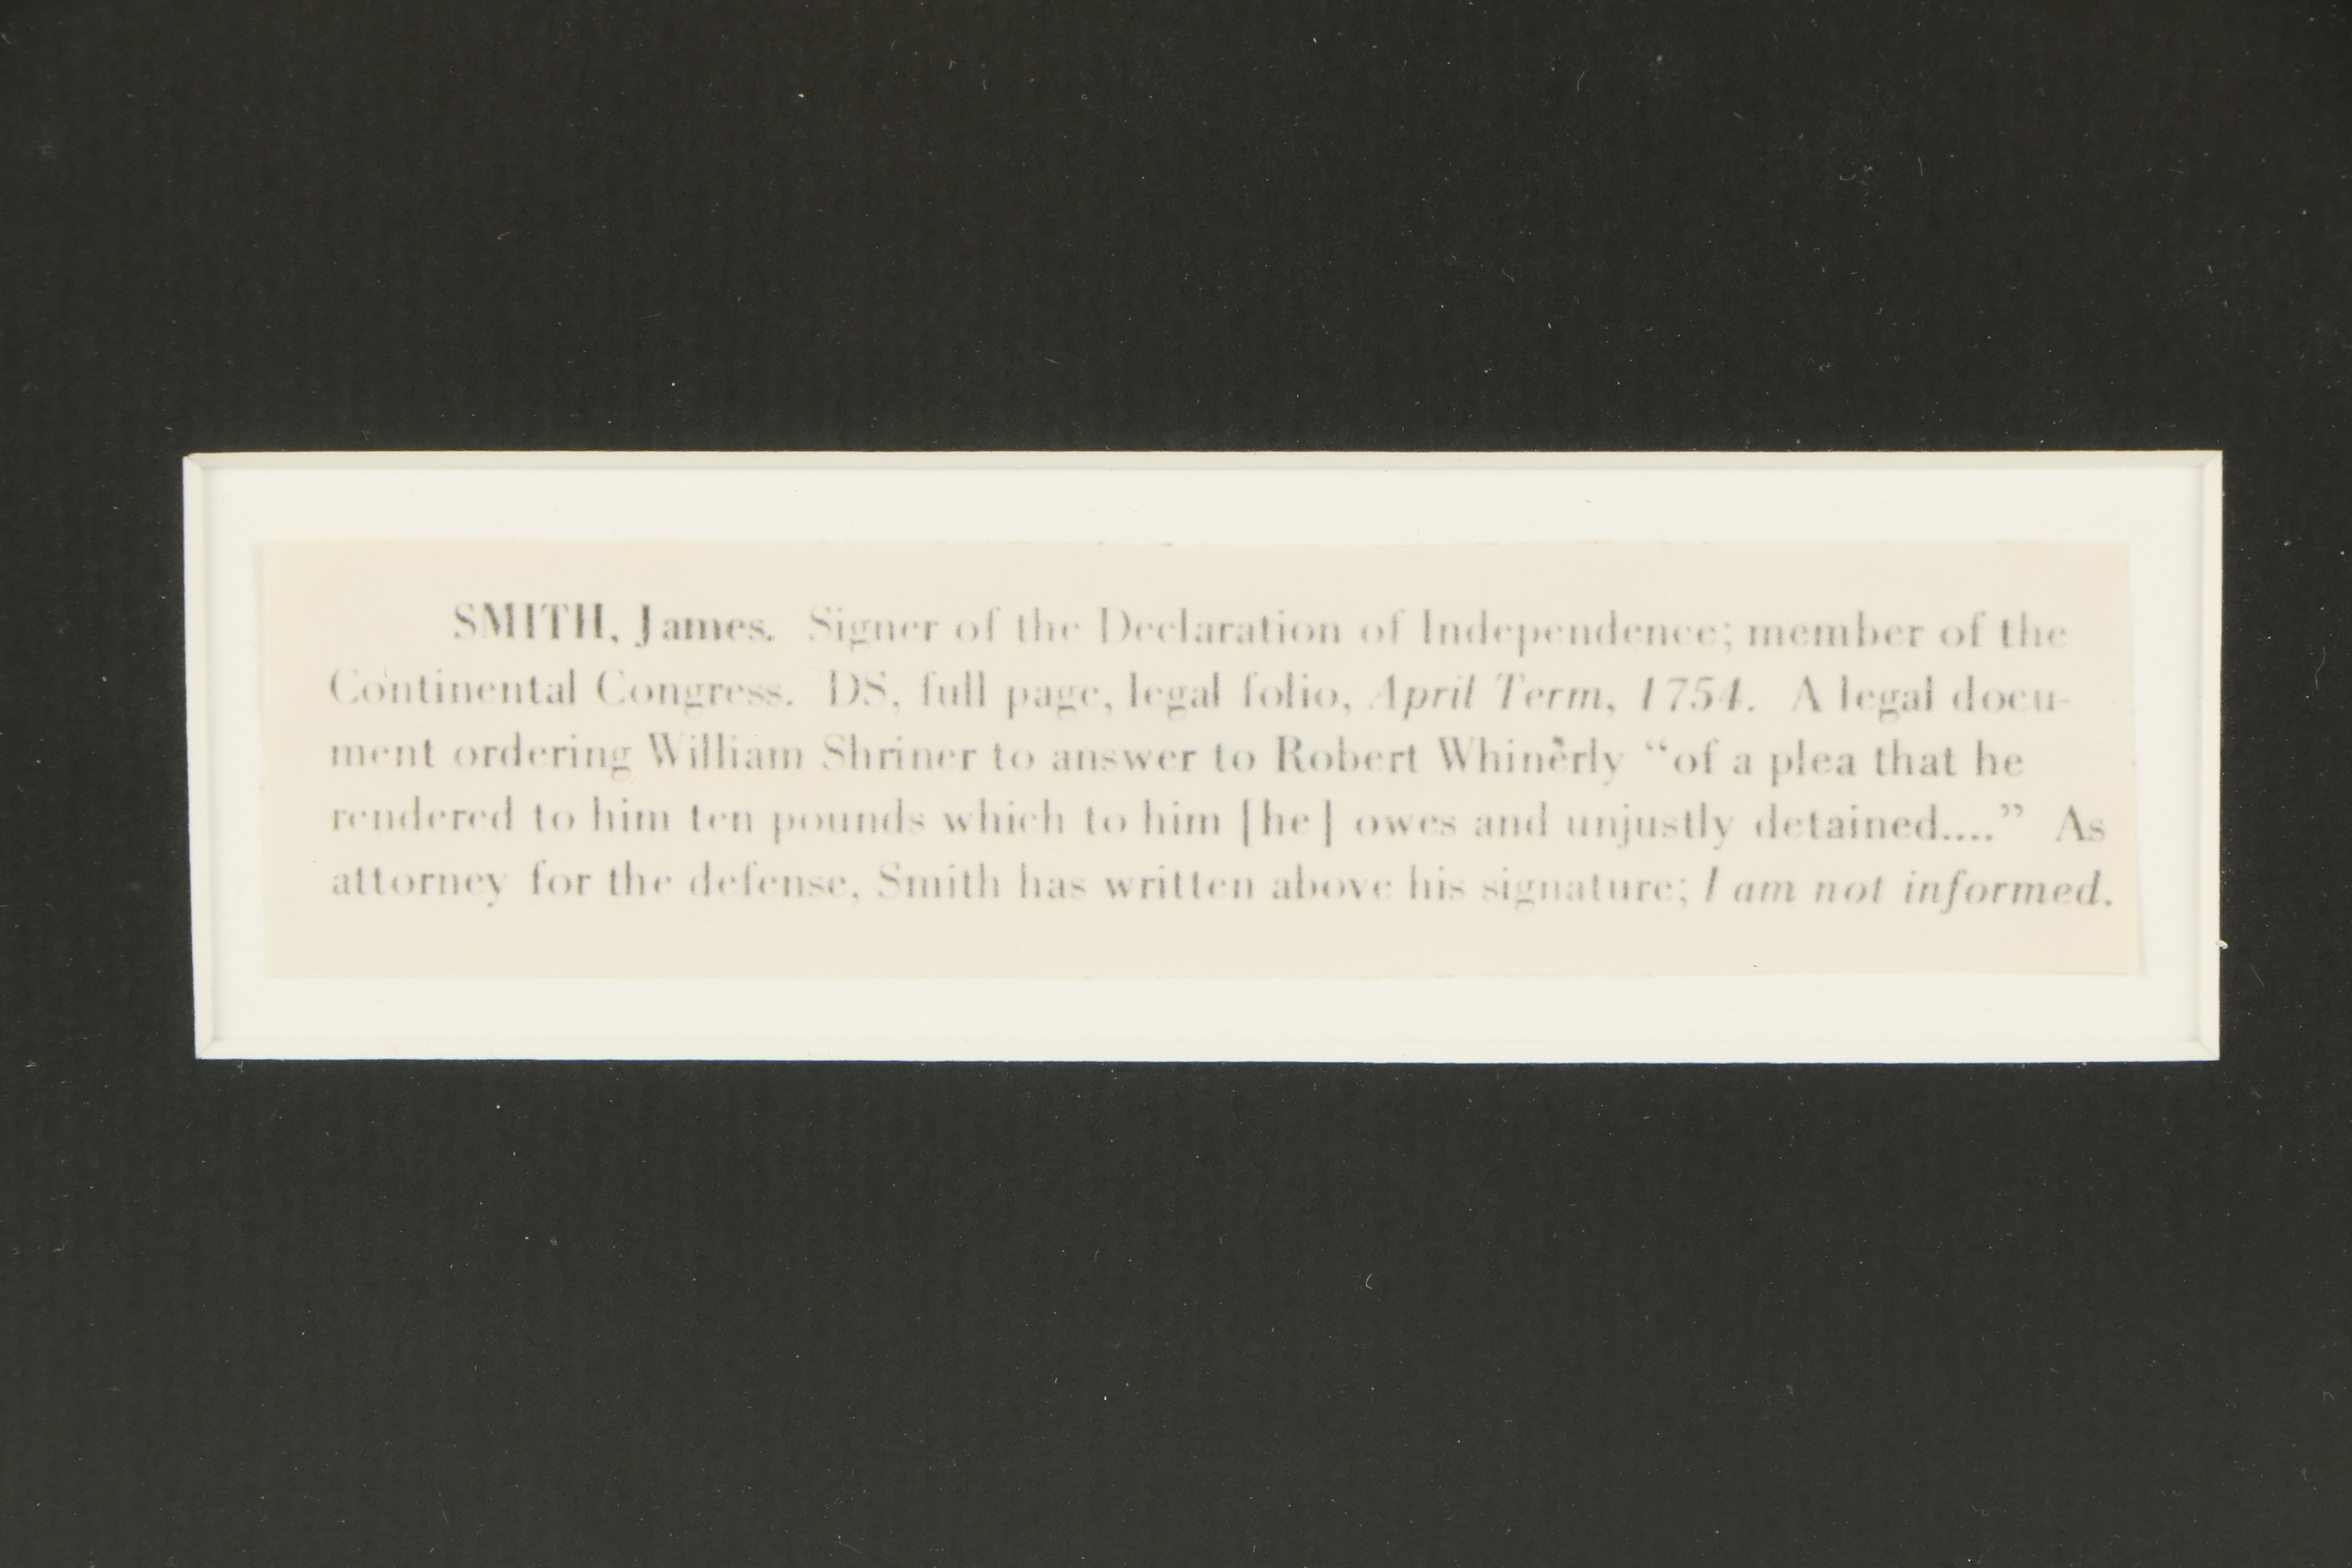 SMITH, James. Signer of the Declaration of Independence; member of the
Continental Congress. DS, full page, legal folio, April Term, 1754. A legal docu-
ment ordering William Shriner to answer to Robert Whinerly “of a plea that he
rendered to him ten pounds which to him [he] owes and unjustly detained....” As
attorney for the defense, Smith has written above his signature; I am not informed.